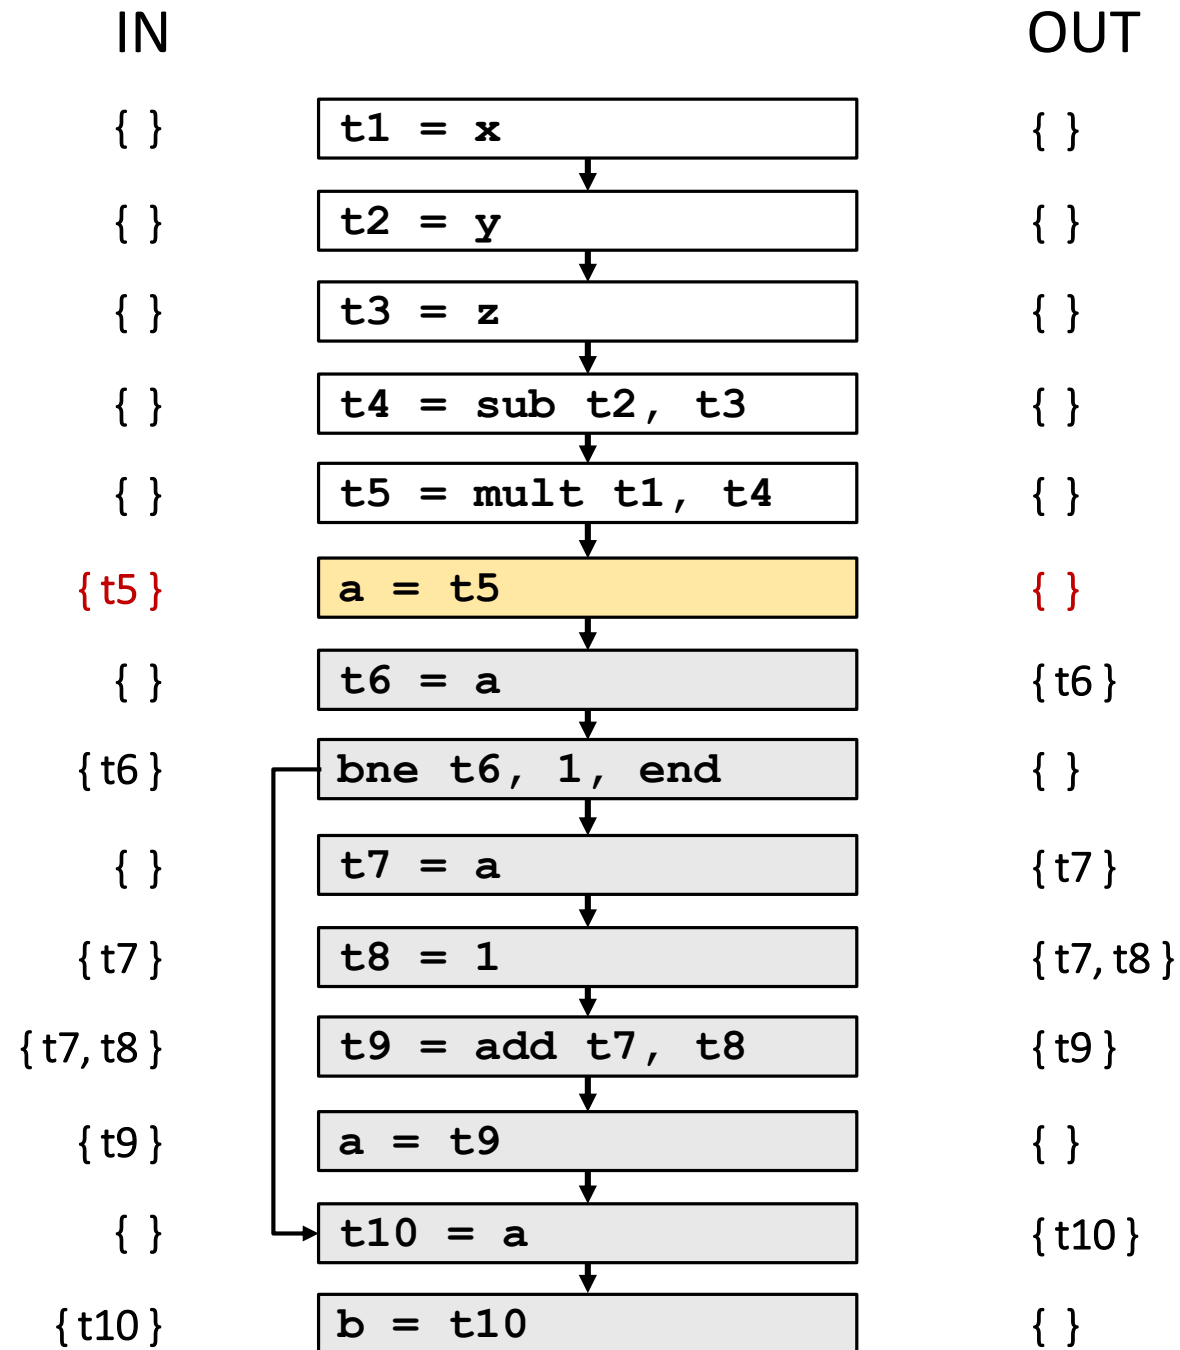 IN OUT
{ } t1 = x { }
{ } t2 = y { }
{ } t3 = z { }
{ } t4 = sub t2, t3 { }
{ } t5 = mult t1, t4 { }
{ t5 } a = t5 { }
{ } t6 = a { t6 }
{ t6 } bne t6, 1, end { }
{ } t7 = a { t7 }
{ t7 } t8 = 1 { t7, t8 }
{ t7, t8 } t9 = add t7, t8 { t9 }
{ t9 } a = t9 { }
{ } t10 = a { t10 }
{ t10 } b = t10 { }